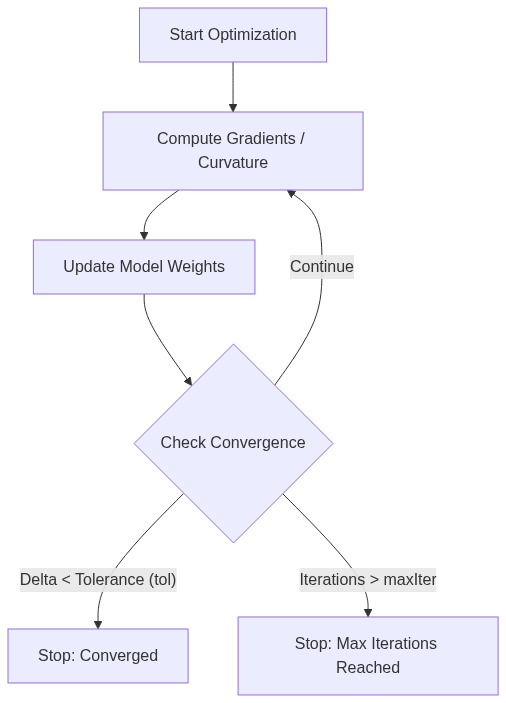 Start Optimization
Compute Gradients /
Curvature
Update Model Weights
Continue
Check Convergence
Delta < Tolerance (tol)
Iterations > maxIter
Stop: Converged
Stop: Max Iterations
Reached